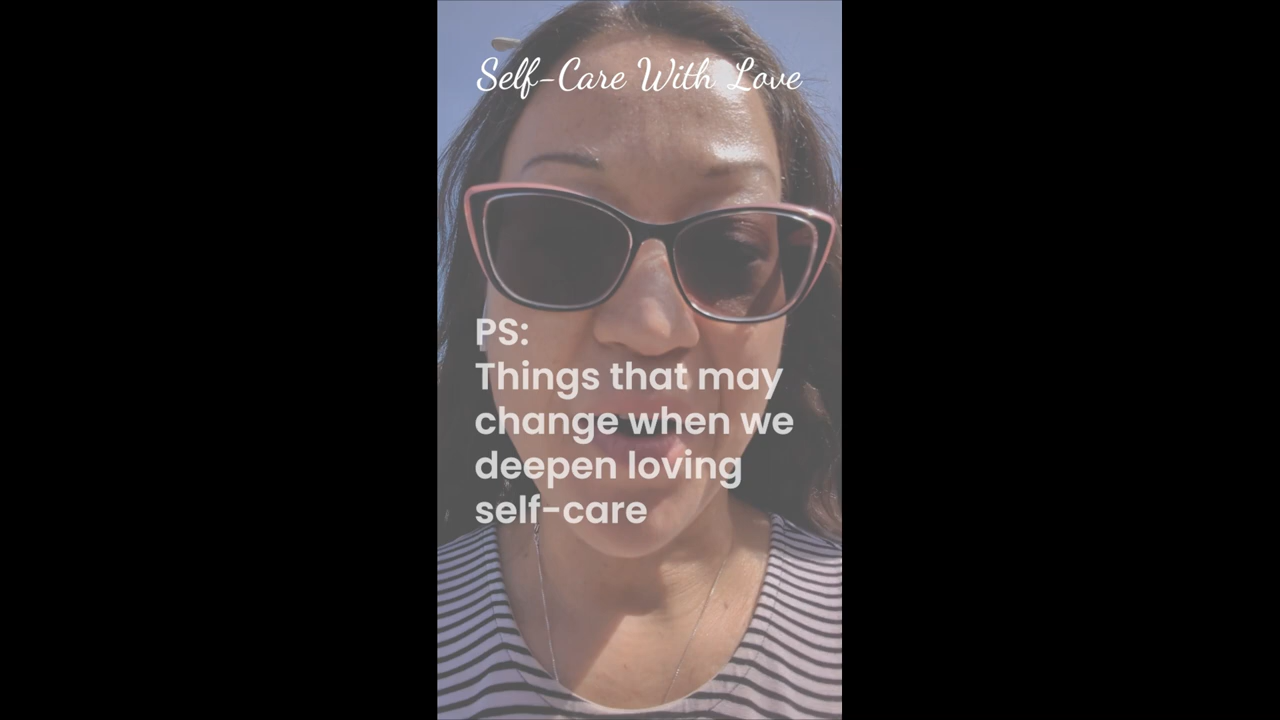 Self-Care With Love
PS:
Things that may
change when we
deepen loving
self-care